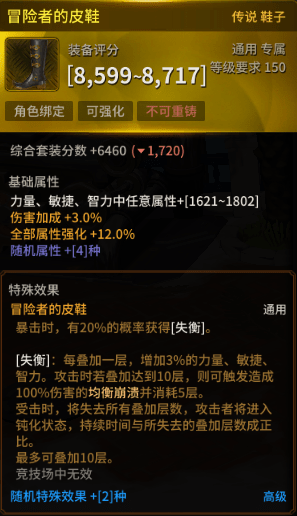 冒险者的皮鞋 传说 鞋子
装备评分 通用 专属
[8,599~8,717] 等级要求 150
角色绑定 可强化 不可重铸
综合套装分数 +6460 (▼1,720)
基础属性
力量、敏捷、智力中任意属性+[1621~1802]
伤害加成 +3.0%
全部属性强化 +12.0%
随机属性 +[4]种
特殊效果
冒险者的皮鞋 通用
暴击时，有20%的概率获得[失衡]。
[失衡]：每叠加一层，增加3%的力量、敏捷、
智力。攻击时若叠加达到10层，则可触发造成
100%伤害的均衡崩溃并消耗5层。
受击时，将失去所有叠加层数，攻击者将进入
钝化状态，持续时间与所失去的叠加层数成正
比。
最多可叠加10层。
竞技场中无效
随机特殊效果 +[2]种 高级